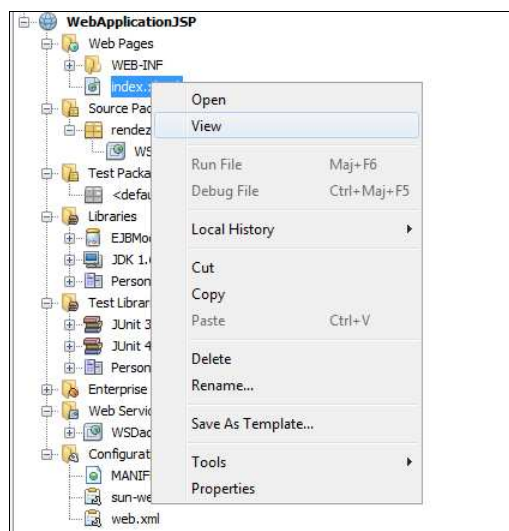 WebApplicationJSP
Web Pages
WEB-INF
index.
Source Pac
rendez
WS
Test Packa
<defau
Libraries
EJBMo
JDK 1.
Person
Test Librar
JUnit 3
JUnit 4
Person
Enterprise
Web Servic
WSDac
Configurat
MANIF
sun-we
web.xml
Open
View
Run File Maj+F6
Debug File Ctrl+Maj+F5
Local History
Cut
Copy
Paste Ctrl+V
Delete
Rename...
Save As Template...
Tools
Properties